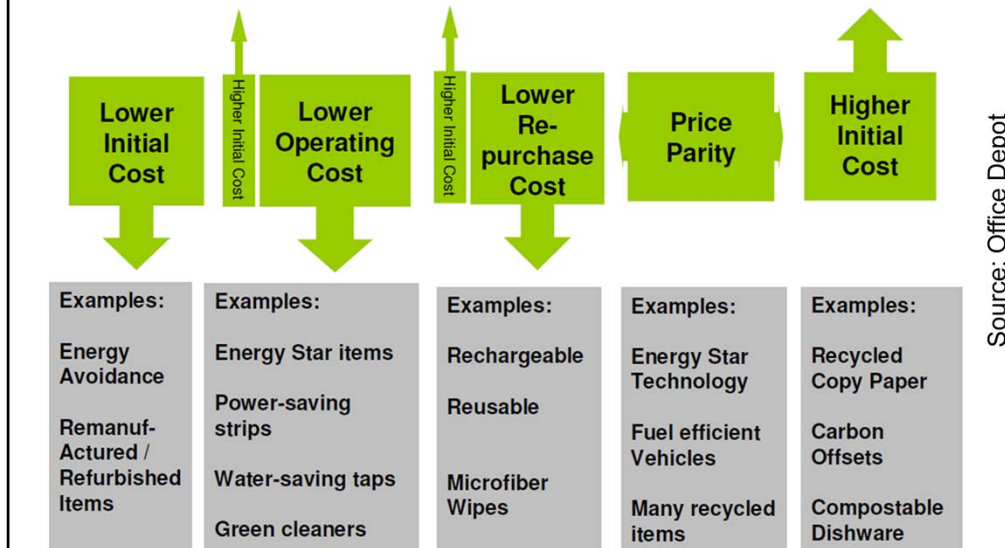 Lower
Initial
Cost
Higher Initial Cost
Lower
Operating
Cost
Higher Initial Cost
Lower
Re-
purchase
Cost
Price
Parity
Higher
Initial
Cost
Source: Office Depot
Examples:
Energy
Avoidance
Remanuf-
Actured /
Refurbished
Items
Examples:
Energy Star items
Power-saving
strips
Water-saving taps
Green cleaners
Examples:
Rechargeable
Reusable
Microfiber
Wipes
Examples:
Energy Star
Technology
Fuel efficient
Vehicles
Many recycled
items
Examples:
Recycled
Copy Paper
Carbon
Offsets
Compostable
Dishware